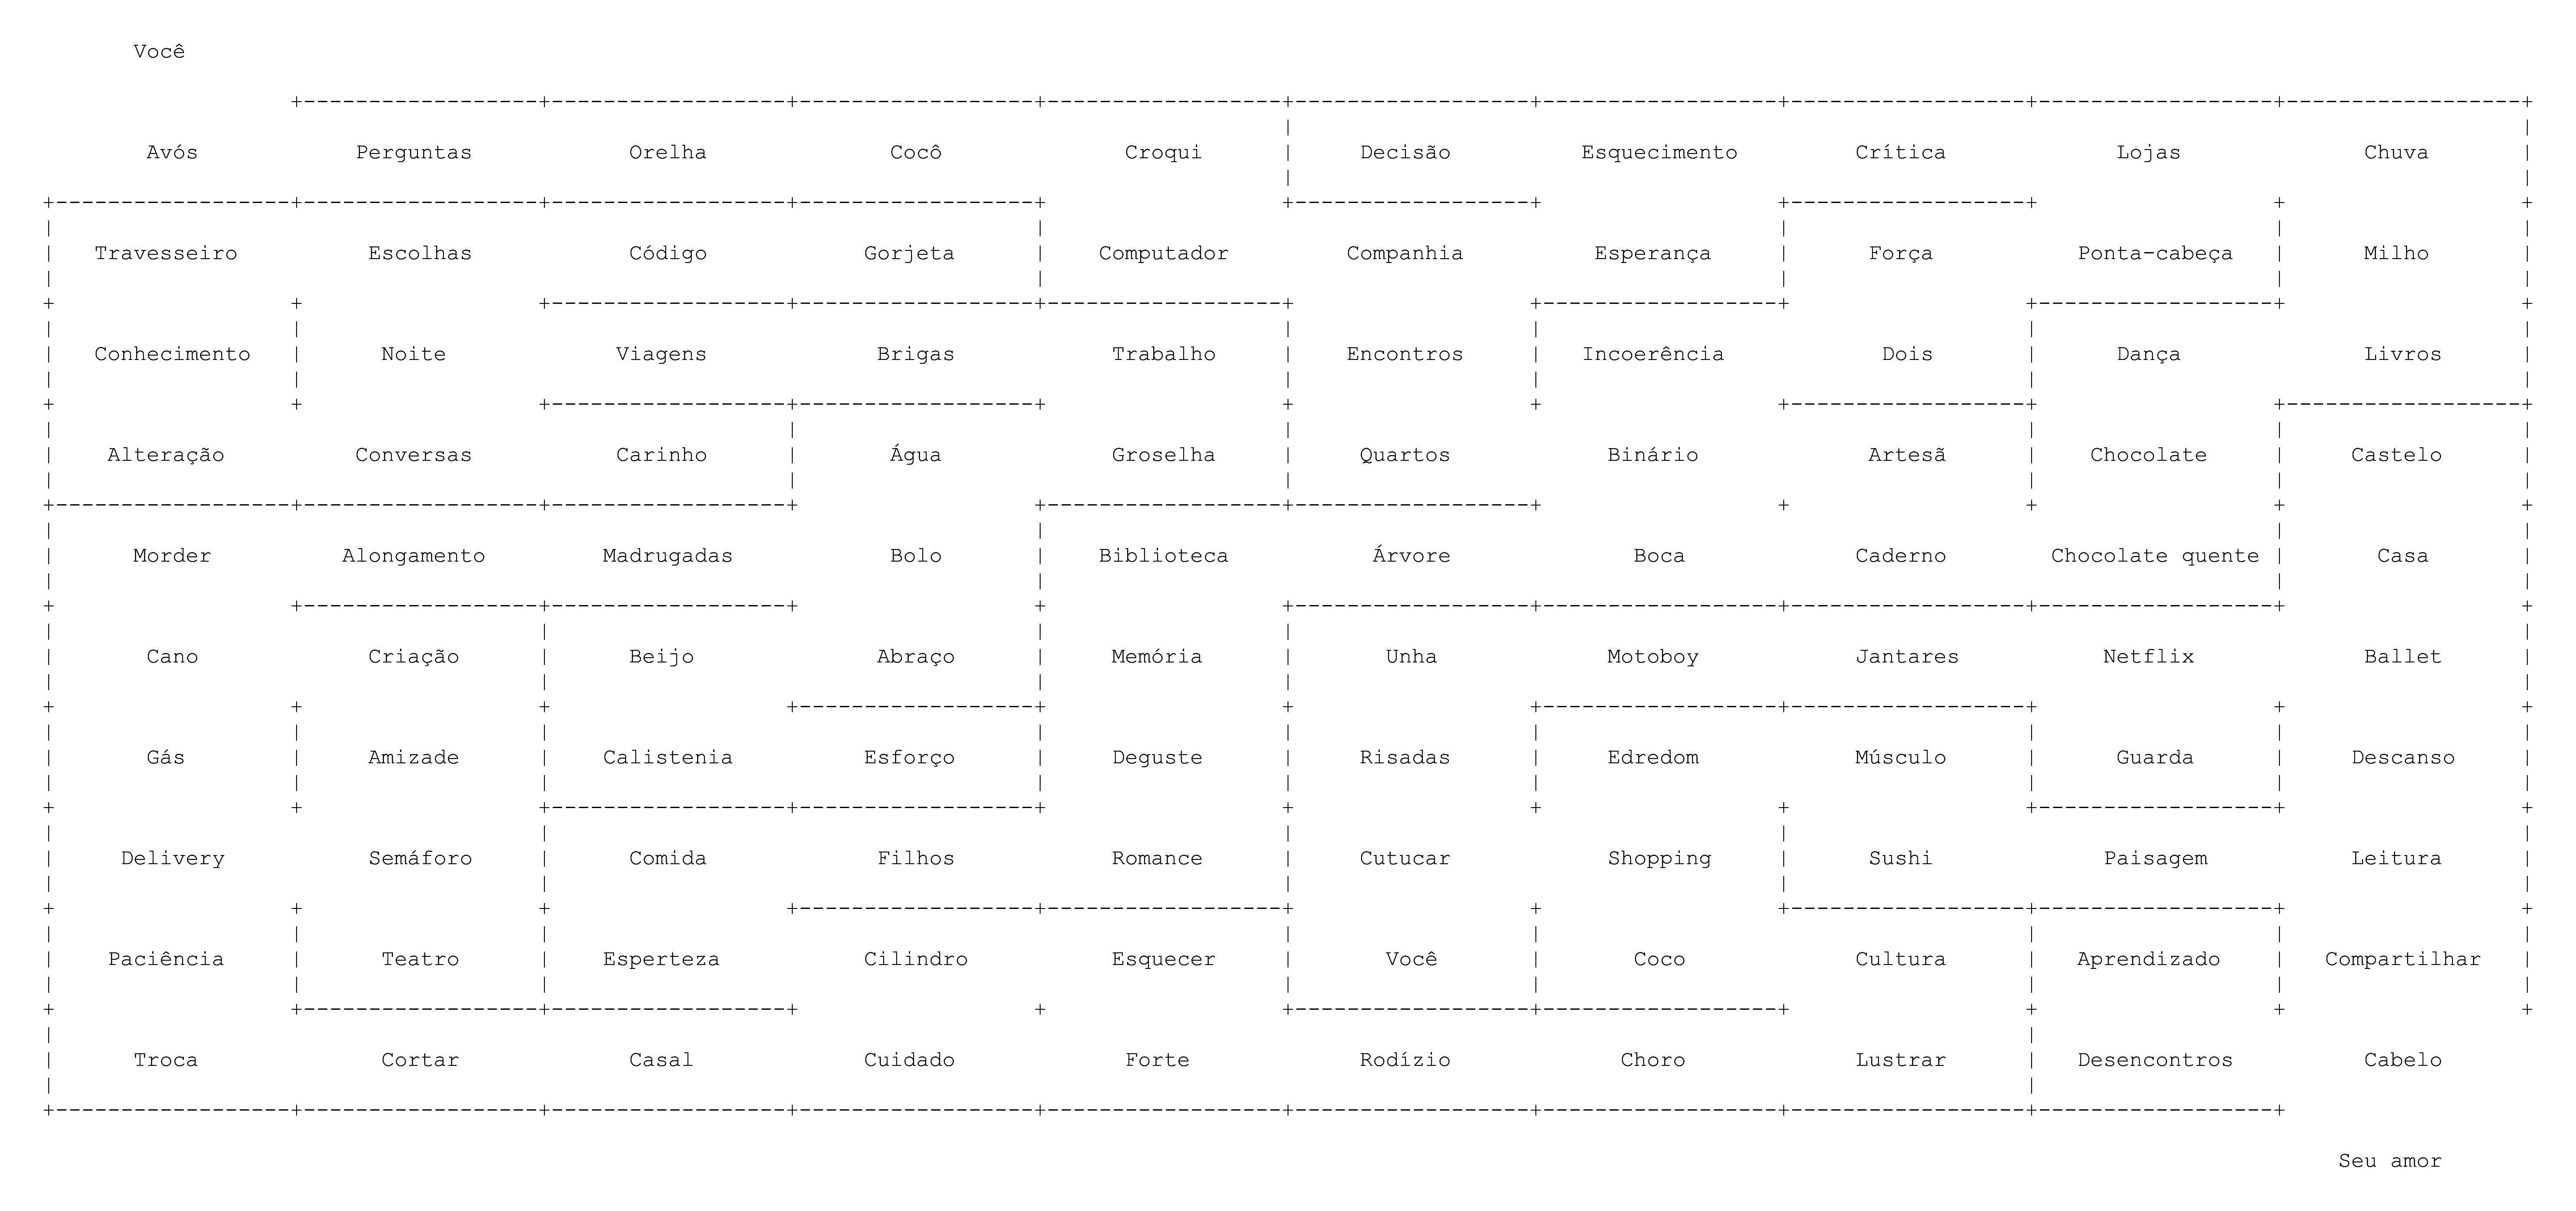 Você
Avós Perguntas Orelha Cocô Croqui Decisão Esquecimento Crítica Lojas Chuva
Travesseiro Escolhas Código Gorjeta Computador Companhia Esperança Força Ponta-cabeça Milho
Conhecimento Noite Viagens Brigas Trabalho Encontros Incoerência Dois Dança Livros
Alteração Conversas Carinho Água Groselha Quartos Binário Artesã Chocolate Castelo
Morder Alongamento Madrugadas Bolo Biblioteca Árvore Boca Caderno Chocolate quente Casa
Cano Criação Beijo Abraço Memória Unha Motoboy Jantares Netflix Ballet
Gás Amizade Calistenia Esforço Deguste Risadas Edredom Músculo Guarda Descanso
Delivery Semáforo Comida Filhos Romance Cutucar Shopping Sushi Paisagem Leitura
Paciência Teatro Esperteza Cilindro Esquecer Você Coco Cultura Aprendizado Compartilhar
Troca Cortar Casal Cuidado Forte Rodízio Choro Lustrar Desencontros Cabelo
Seu amor